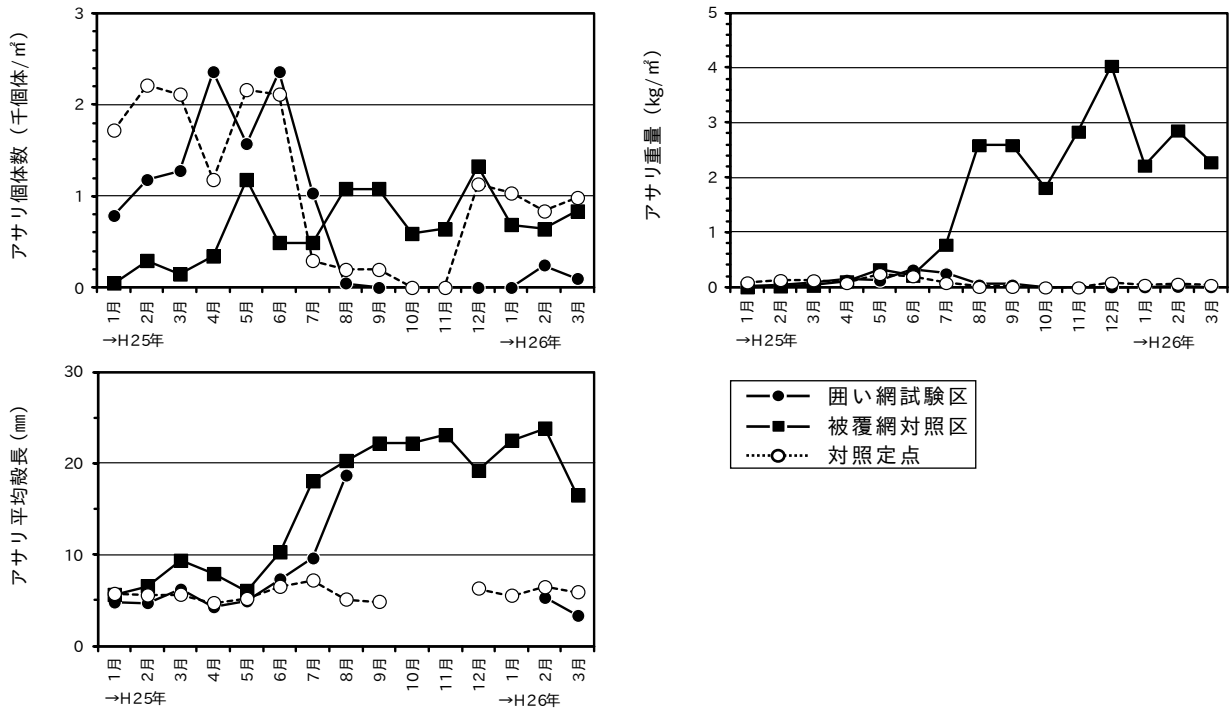 アサリ個体数（千個体/㎡）
3
2
1
0
1月 2月 3月 4月 5月 6月 7月 8月 9月 10月 11月 12月 1月 2月 3月
→H25年 →H26年
アサリ重量（kg/㎡）
5
4
3
2
1
0
1月 2月 3月 4月 5月 6月 7月 8月 9月 10月 11月 12月 1月 2月 3月
→H25年 →H26年
アサリ平均殻長（㎜）
30
20
10
0
1月 2月 3月 4月 5月 6月 7月 8月 9月 10月 11月 12月 1月 2月 3月
→H25年 →H26年
囲い網試験区
被覆網対照区
対照定点